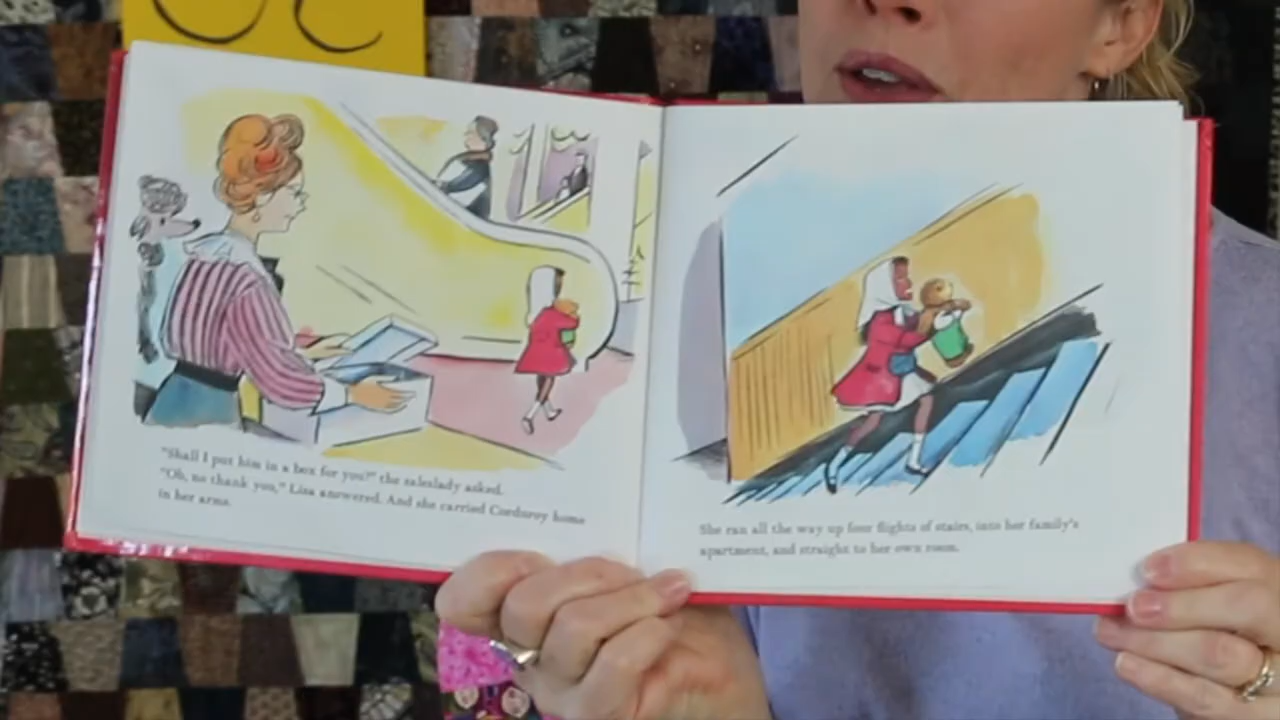 "Shall I put him in a box for you?" the saleslady asked.
"Oh, no thank you," Lisa answered. And she carried Corduroy home
in her arms.
She ran all the way up four flights of stairs, into her family's
apartment, and straight to her own room.